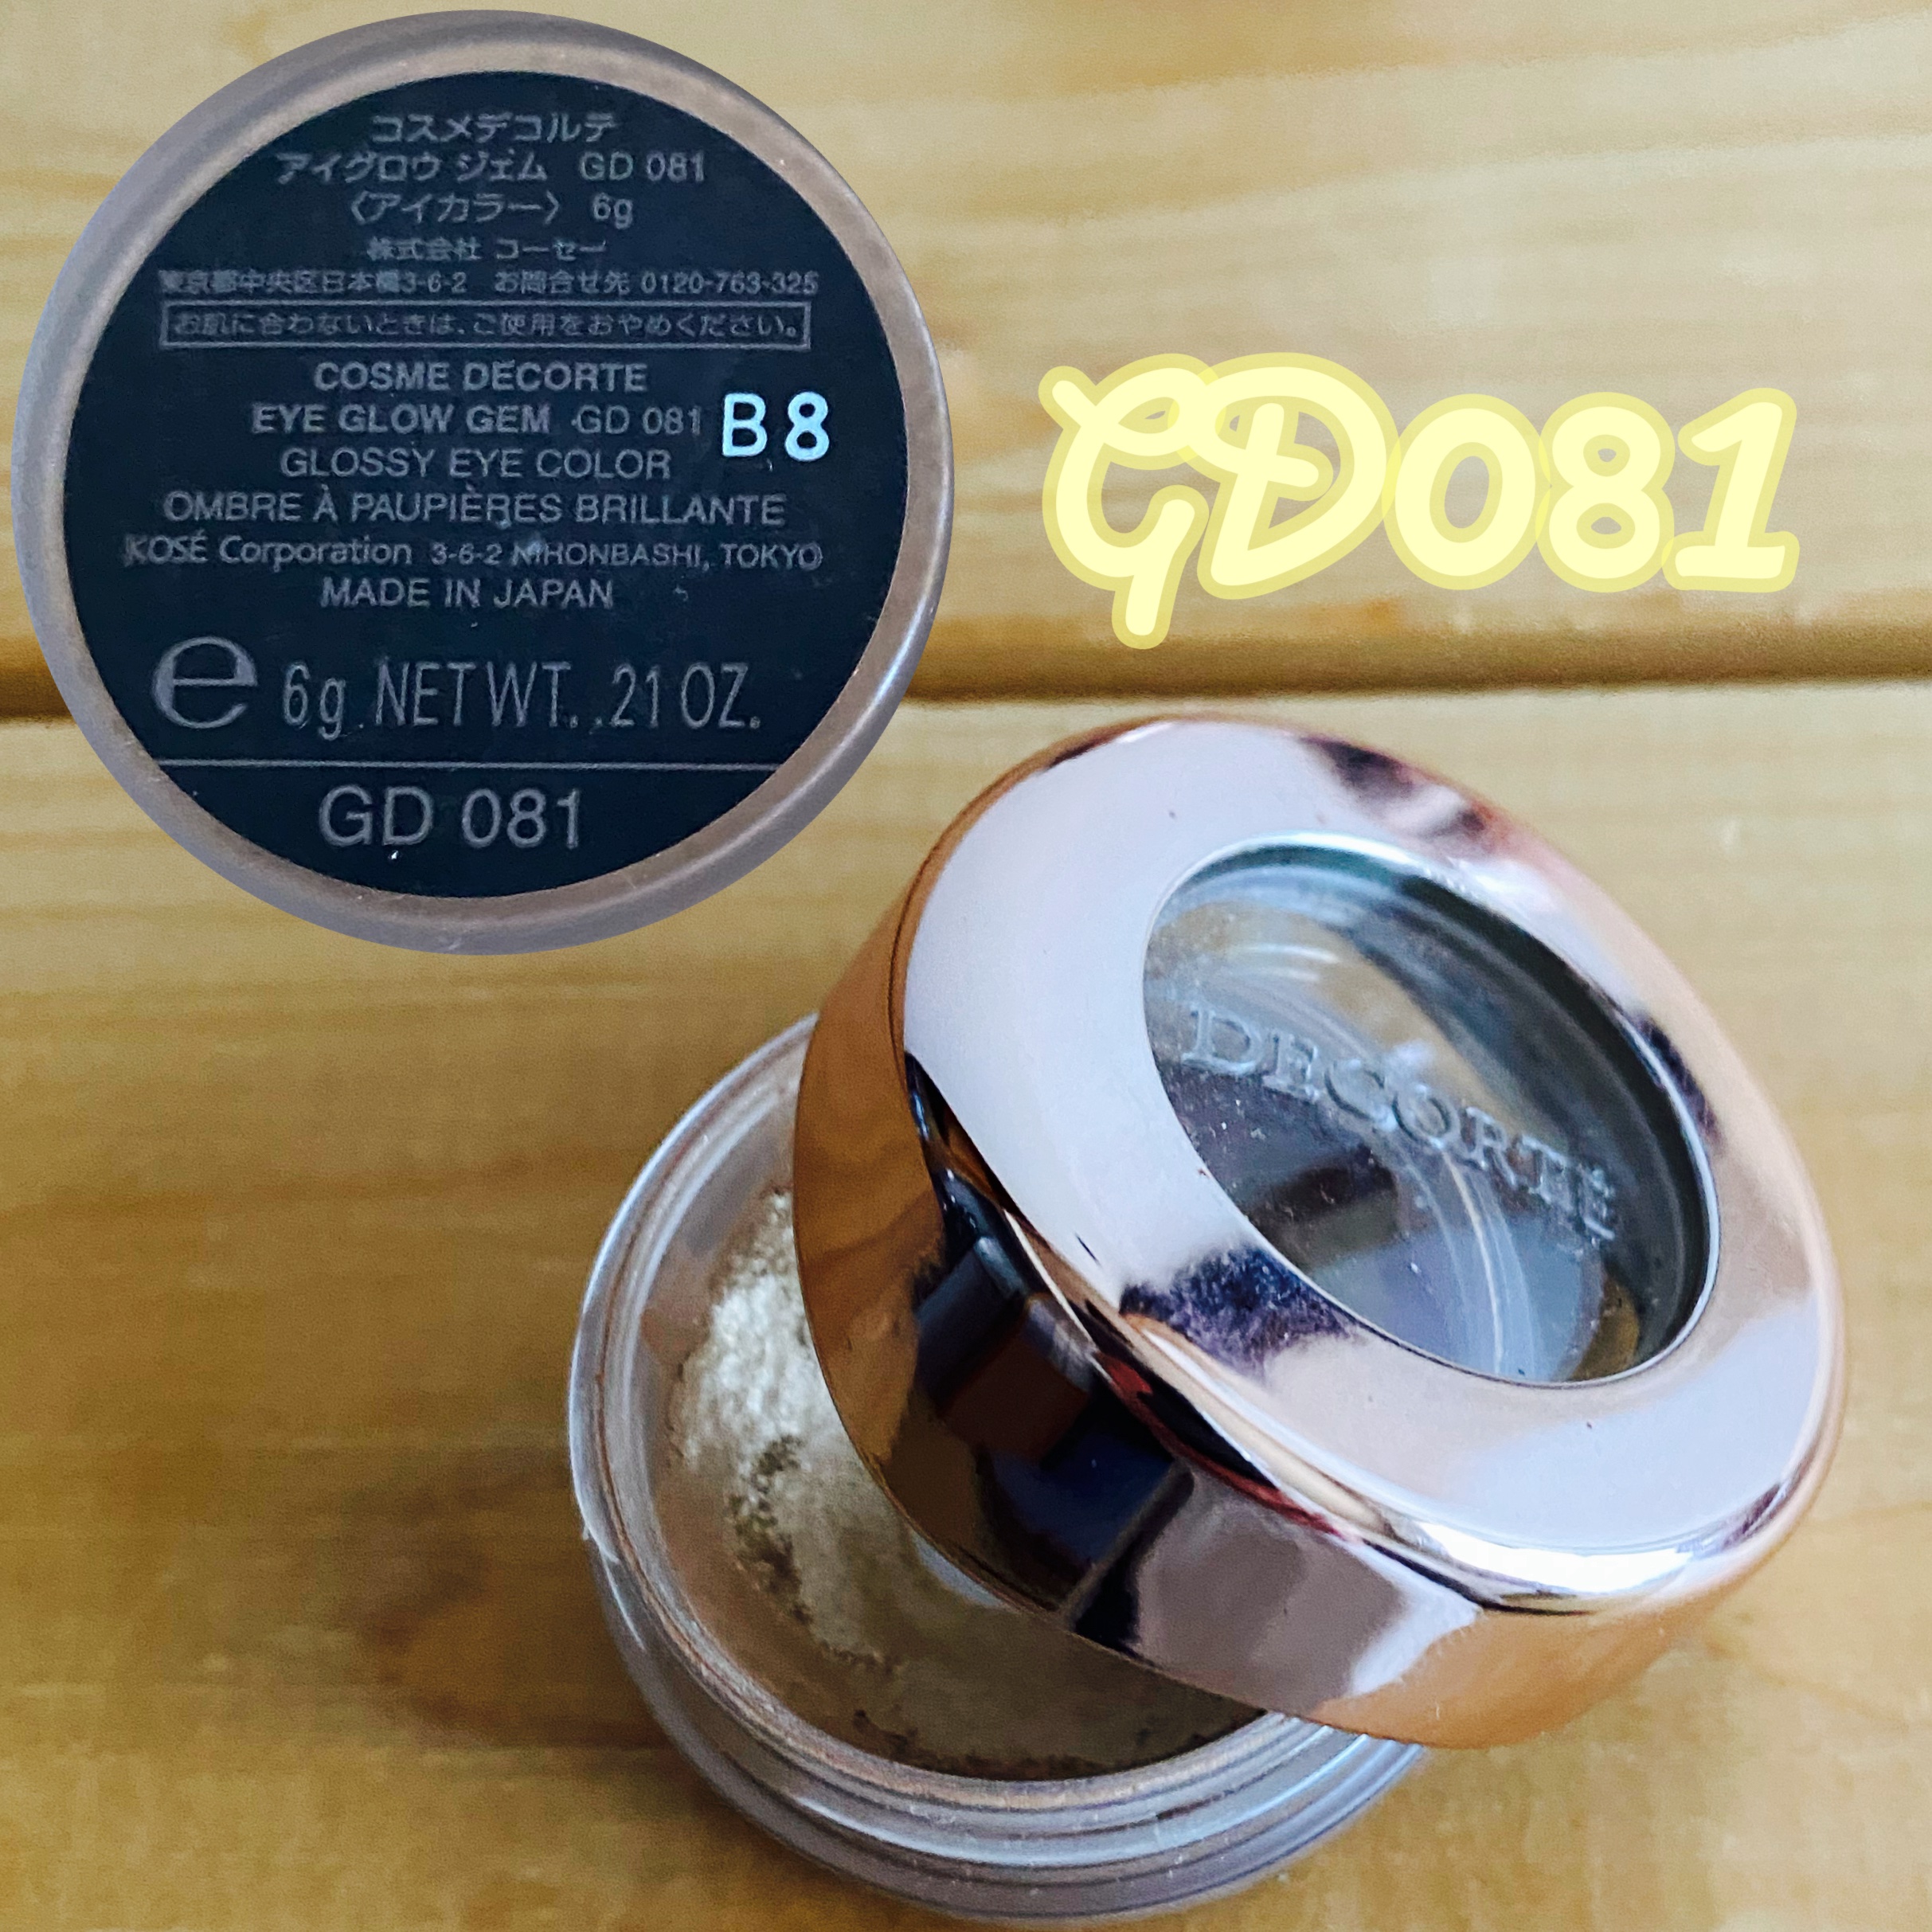 コスメデコルテ
アイグロウ ジェム GD 081
〈アイカラー〉 6g
株式会社 コーセー
東京都中央区日本橋3-6-2 お問合せ先 0120-763-325
お肌に合わないときは、ご使用をおやめください。
COSME DECORTE
EYE GLOW GEM GD 081
B8
GLOSSY EYE COLOR
OMBRE À PAUPIÈRES BRILLANTE
KOSÉ Corporation 3-6-2 NIHONBASHI, TOKYO
MADE IN JAPAN
e 6g NET WT. .21 OZ.
GD 081
GD081
DECORTÉ